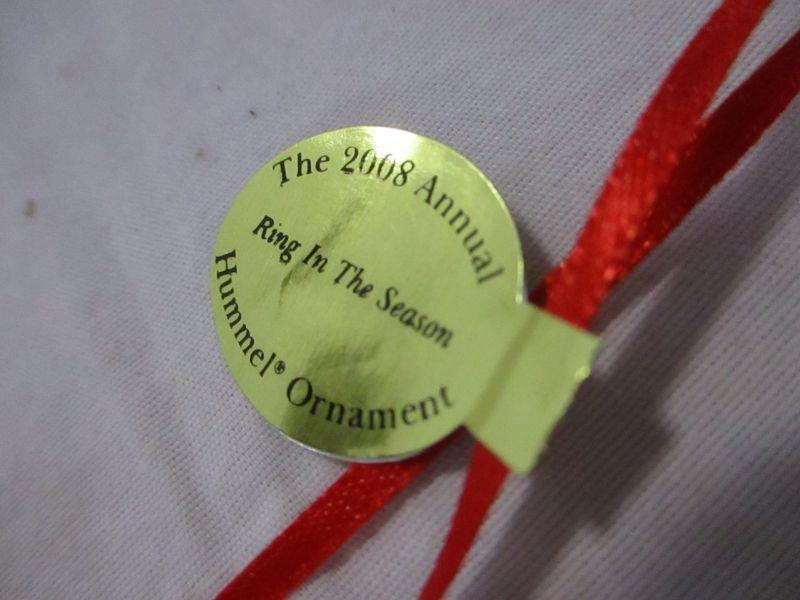 The 2008 Annual
Ring In The Season
Hummel® Ornament